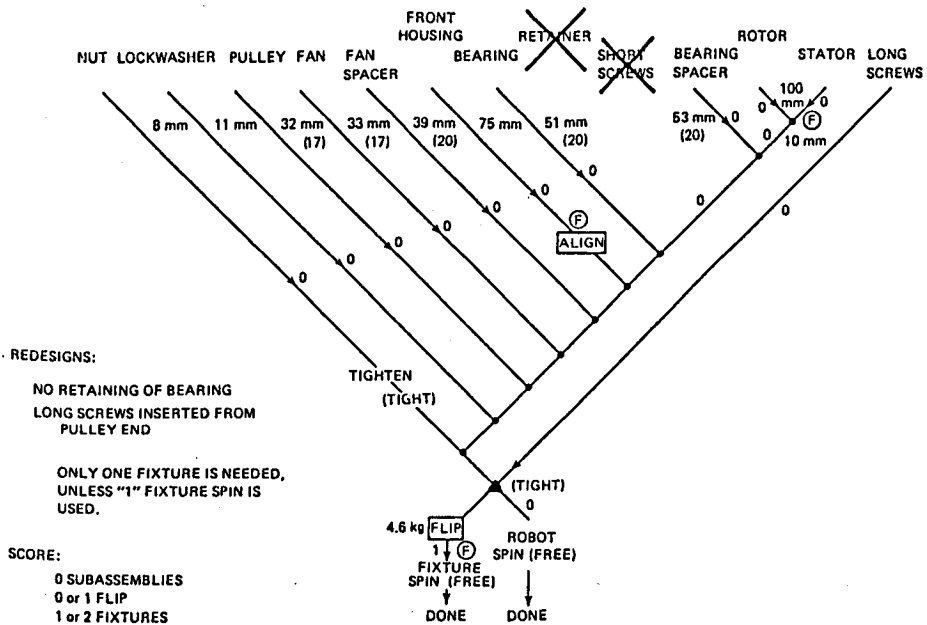 FRONT
HOUSING
RETAINER
ROTOR
NUT LOCKWASHER PULLEY FAN FAN
SPACER
BEARING
SHORT
SCREWS
BEARING
SPACER
STATOR
LONG
SCREWS
8 mm
11 mm
32 mm
(17)
33 mm
(17)
39 mm
(20)
75 mm
51 mm
(20)
53 mm
(20)
0
0
100
mm
0
F
0
10 mm
0
0
0
0
0
0
0
0
0
F
ALIGN
TIGHTEN
(TIGHT)
(TIGHT)
REDESIGNS:
NO RETAINING OF BEARING
LONG SCREWS INSERTED FROM
PULLEY END
ONLY ONE FIXTURE IS NEEDED,
UNLESS "1" FIXTURE SPIN IS
USED.
SCORE:
0 SUBASSEMBLIES
0 or 1 FLIP
1 or 2 FIXTURES
4.6 kg FLIP
1 F
FIXTURE
SPIN (FREE)
DONE
0
ROBOT
SPIN (FREE)
DONE